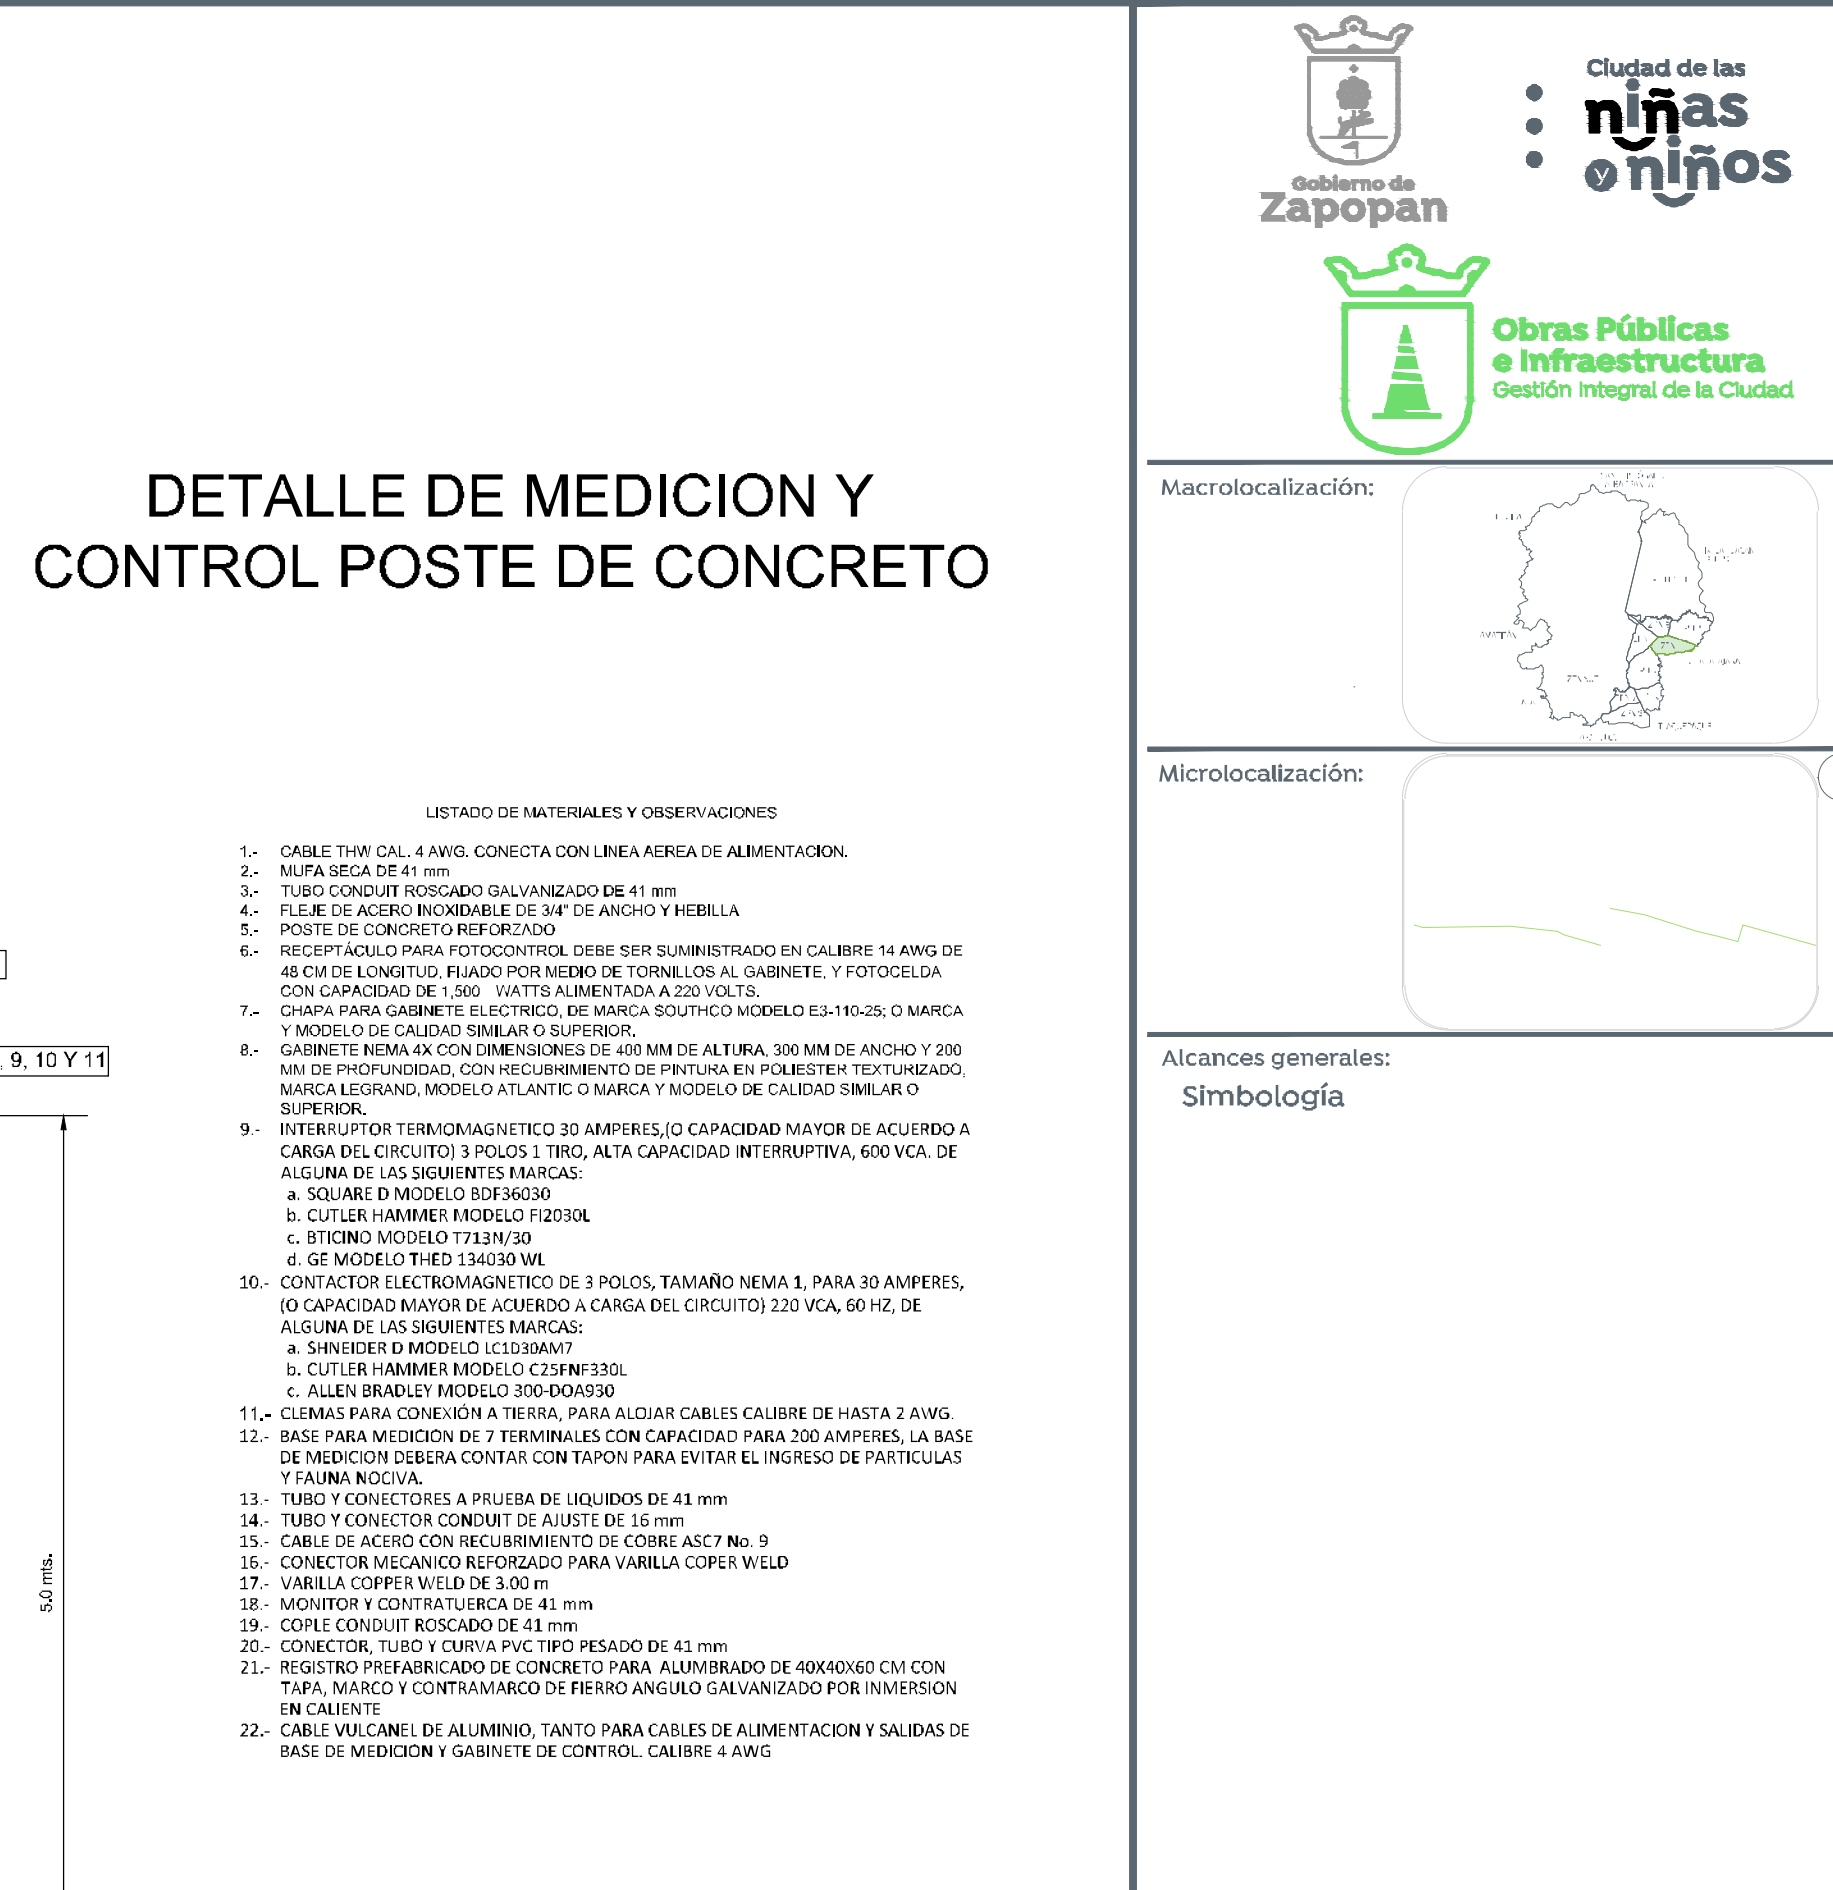 DETALLE DE MEDICION Y
CONTROL POSTE DE CONCRETO
LISTADO DE MATERIALES Y OBSERVACIONES
1.- CABLE THW CAL. 4 AWG. CONECTA CON LINEA AEREA DE ALIMENTACION.
2.- MUFA SECA DE 41 mm
3.- TUBO CONDUIT ROSCADO GALVANIZADO DE 41 mm
4.- FLEJE DE ACERO INOXIDABLE DE 3/4" DE ANCHO Y HEBILLA
5.- POSTE DE CONCRETO REFORZADO
6.- RECEPTÁCULO PARA FOTOCONTROL DEBE SER SUMINISTRADO EN CALIBRE 14 AWG DE
48 CM DE LONGITUD, FIJADO POR MEDIO DE TORNILLOS AL GABINETE, Y FOTOCELDA
CON CAPACIDAD DE 1,500 WATTS ALIMENTADA A 220 VOLTS.
7.- CHAPA PARA GABINETE ELECTRICO, DE MARCA SOUTHCO MODELO E3-110-25; O MARCA
Y MODELO DE CALIDAD SIMILAR O SUPERIOR.
8.- GABINETE NEMA 4X CON DIMENSIONES DE 400 MM DE ALTURA, 300 MM DE ANCHO Y 200
MM DE PROFUNDIDAD, CON RECUBRIMIENTO DE PINTURA EN POLIESTER TEXTURIZADO,
MARCA LEGRAND, MODELO ATLANTIC O MARCA Y MODELO DE CALIDAD SIMILAR O
SUPERIOR.
9.- INTERRUPTOR TERMOMAGNETICO 30 AMPERES,(O CAPACIDAD MAYOR DE ACUERDO A
CARGA DEL CIRCUITO) 3 POLOS 1 TIRO, ALTA CAPACIDAD INTERRUPTIVA, 600 VCA. DE
ALGUNA DE LAS SIGUIENTES MARCAS:
a. SQUARE D MODELO BDF36030
b. CUTLER HAMMER MODELO FI2030L
c. BTICINO MODELO T713N/30
d. GE MODELO THED 134030 WL
10.- CONTACTOR ELECTROMAGNETICO DE 3 POLOS, TAMAÑO NEMA 1, PARA 30 AMPERES,
(O CAPACIDAD MAYOR DE ACUERDO A CARGA DEL CIRCUITO) 220 VCA, 60 HZ, DE
ALGUNA DE LAS SIGUIENTES MARCAS:
a. SHNEIDER D MODELO LC1D30AM7
b. CUTLER HAMMER MODELO C25FNF330L
c. ALLEN BRADLEY MODELO 300-DOA930
11.- CLEMAS PARA CONEXIÓN A TIERRA, PARA ALOJAR CABLES CALIBRE DE HASTA 2 AWG.
12.- BASE PARA MEDICION DE 7 TERMINALES CON CAPACIDAD PARA 200 AMPERES, LA BASE
DE MEDICION DEBERA CONTAR CON TAPON PARA EVITAR EL INGRESO DE PARTICULAS
Y FAUNA NOCIVA.
13.- TUBO Y CONECTORES A PRUEBA DE LIQUIDOS DE 41 mm
14.- TUBO Y CONECTOR CONDUIT DE AJUSTE DE 16 mm
15.- CABLE DE ACERO CON RECUBRIMIENTO DE COBRE ASC7 No. 9
16.- CONECTOR MECANICO REFORZADO PARA VARILLA COPER WELD
17.- VARILLA COPPER WELD DE 3.00 m
18.- MONITOR Y CONTRATUERCA DE 41 mm
19.- COPLE CONDUIT ROSCADO DE 41 mm
20.- CONECTOR, TUBO Y CURVA PVC TIPO PESADO DE 41 mm
21.- REGISTRO PREFABRICADO DE CONCRETO PARA ALUMBRADO DE 40X40X60 CM CON
TAPA, MARCO Y CONTRAMARCO DE FIERRO ANGULO GALVANIZADO POR INMERSION
EN CALIENTE
22.- CABLE VULCANEL DE ALUMINIO, TANTO PARA CABLES DE ALIMENTACION Y SALIDAS DE
BASE DE MEDICION Y GABINETE DE CONTROL. CALIBRE 4 AWG
, 9, 10 Y 11
5.0 mts.
Gobierno de
Zapopan
Ciudad de las
niñas
y niños
Obras Públicas
e Infraestructura
Gestión Integral de la Ciudad
Macrolocalización:
Microlocalización:
Alcances generales:
Simbología